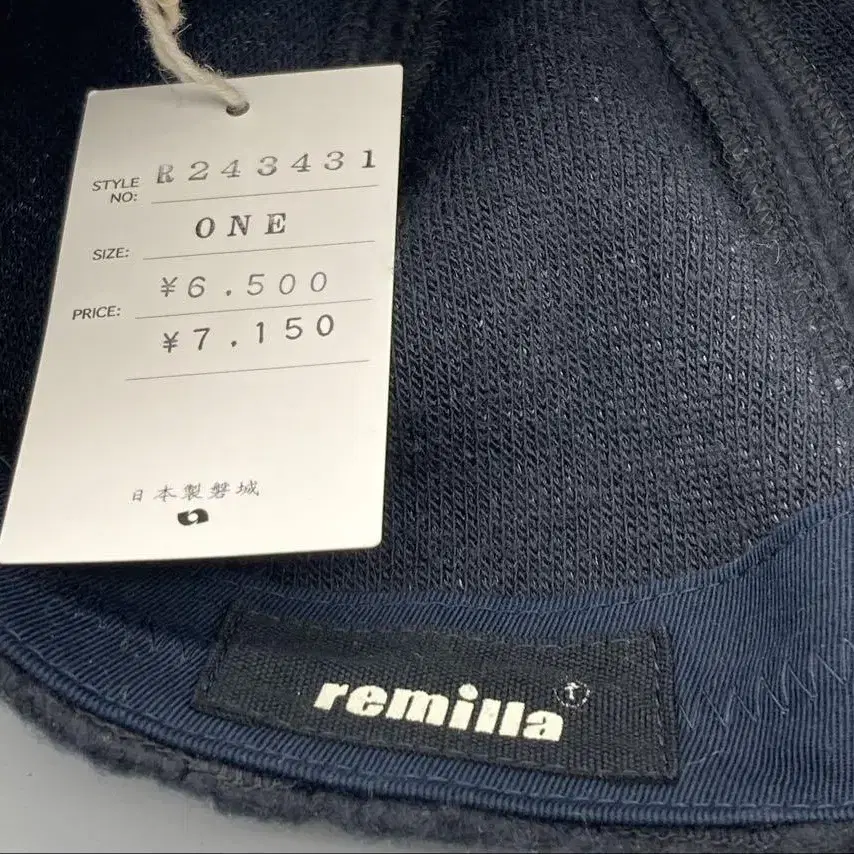 STYLE NO: R243431
SIZE: ONE
PRICE: ¥6.500
¥7.150
日本製磐城
remilla